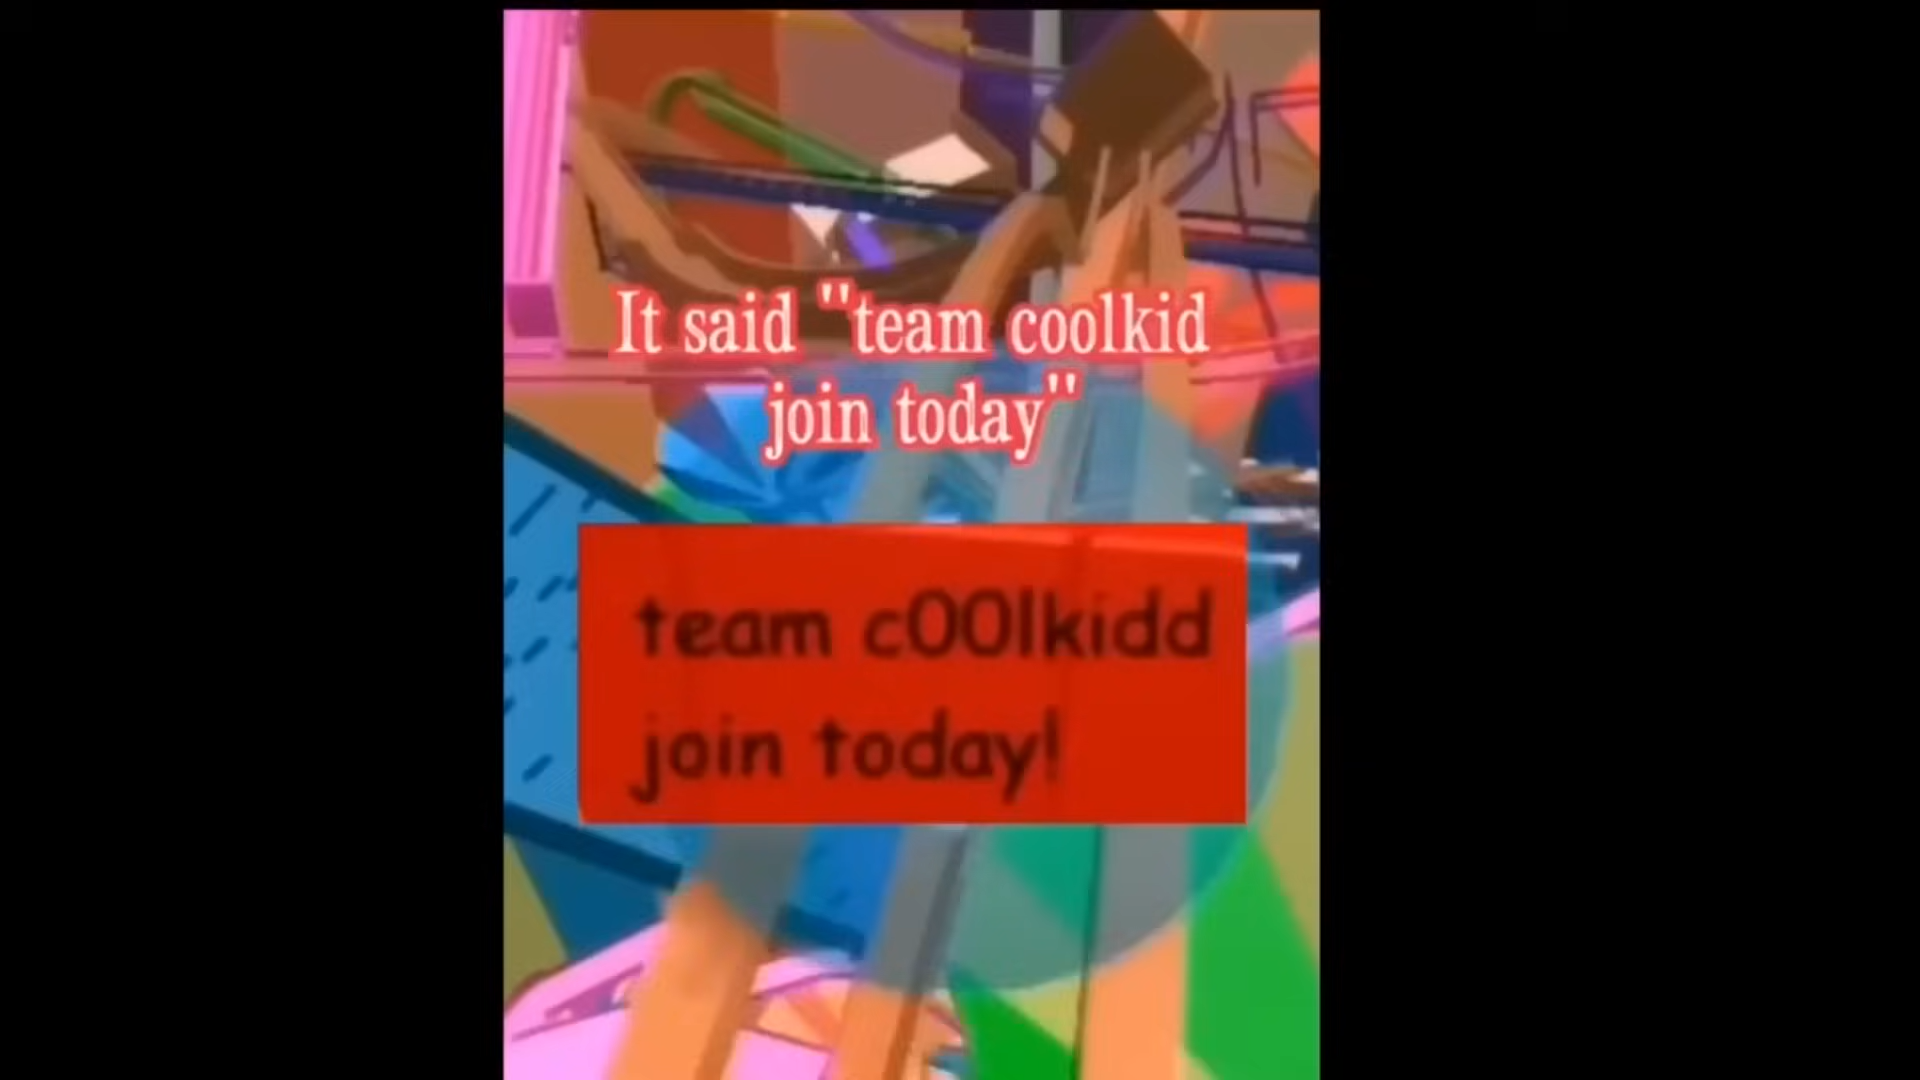 It said "team coolkid
join today"
team c00lkidd
join today!